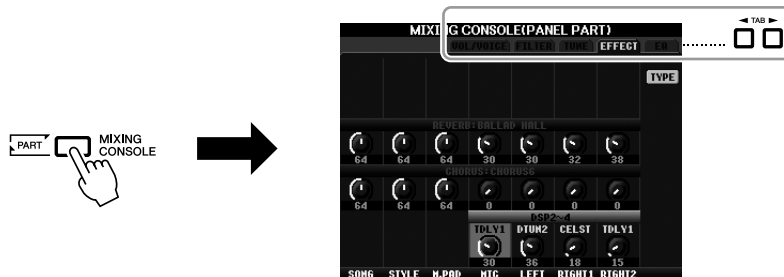 ◄ TAB ►
MIXING CONSOLE(PANEL PART)
VOL/VOICE FILTER TUNE EFFECT EQ
TYPE
PART
MIXING
CONSOLE
REVERB: BALLAD HALL
64 64 64 30 30 32 38
CHORUS: CHORUS6
64 64 64 0 0 0 0
DSP2~4
TDLY1 DTUN2 CELST TDLY1
30 36 18 15
SONG STYLE M.PAD MIC LEFT RIGHT1 RIGHT2